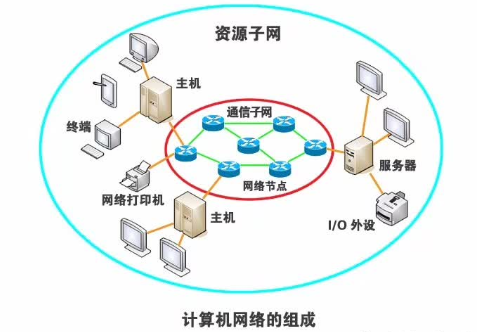 资源子网
主机
通信子网
终端
服务器
网络节点
网络打印机
主机
I/O 外设
计算机网络的组成